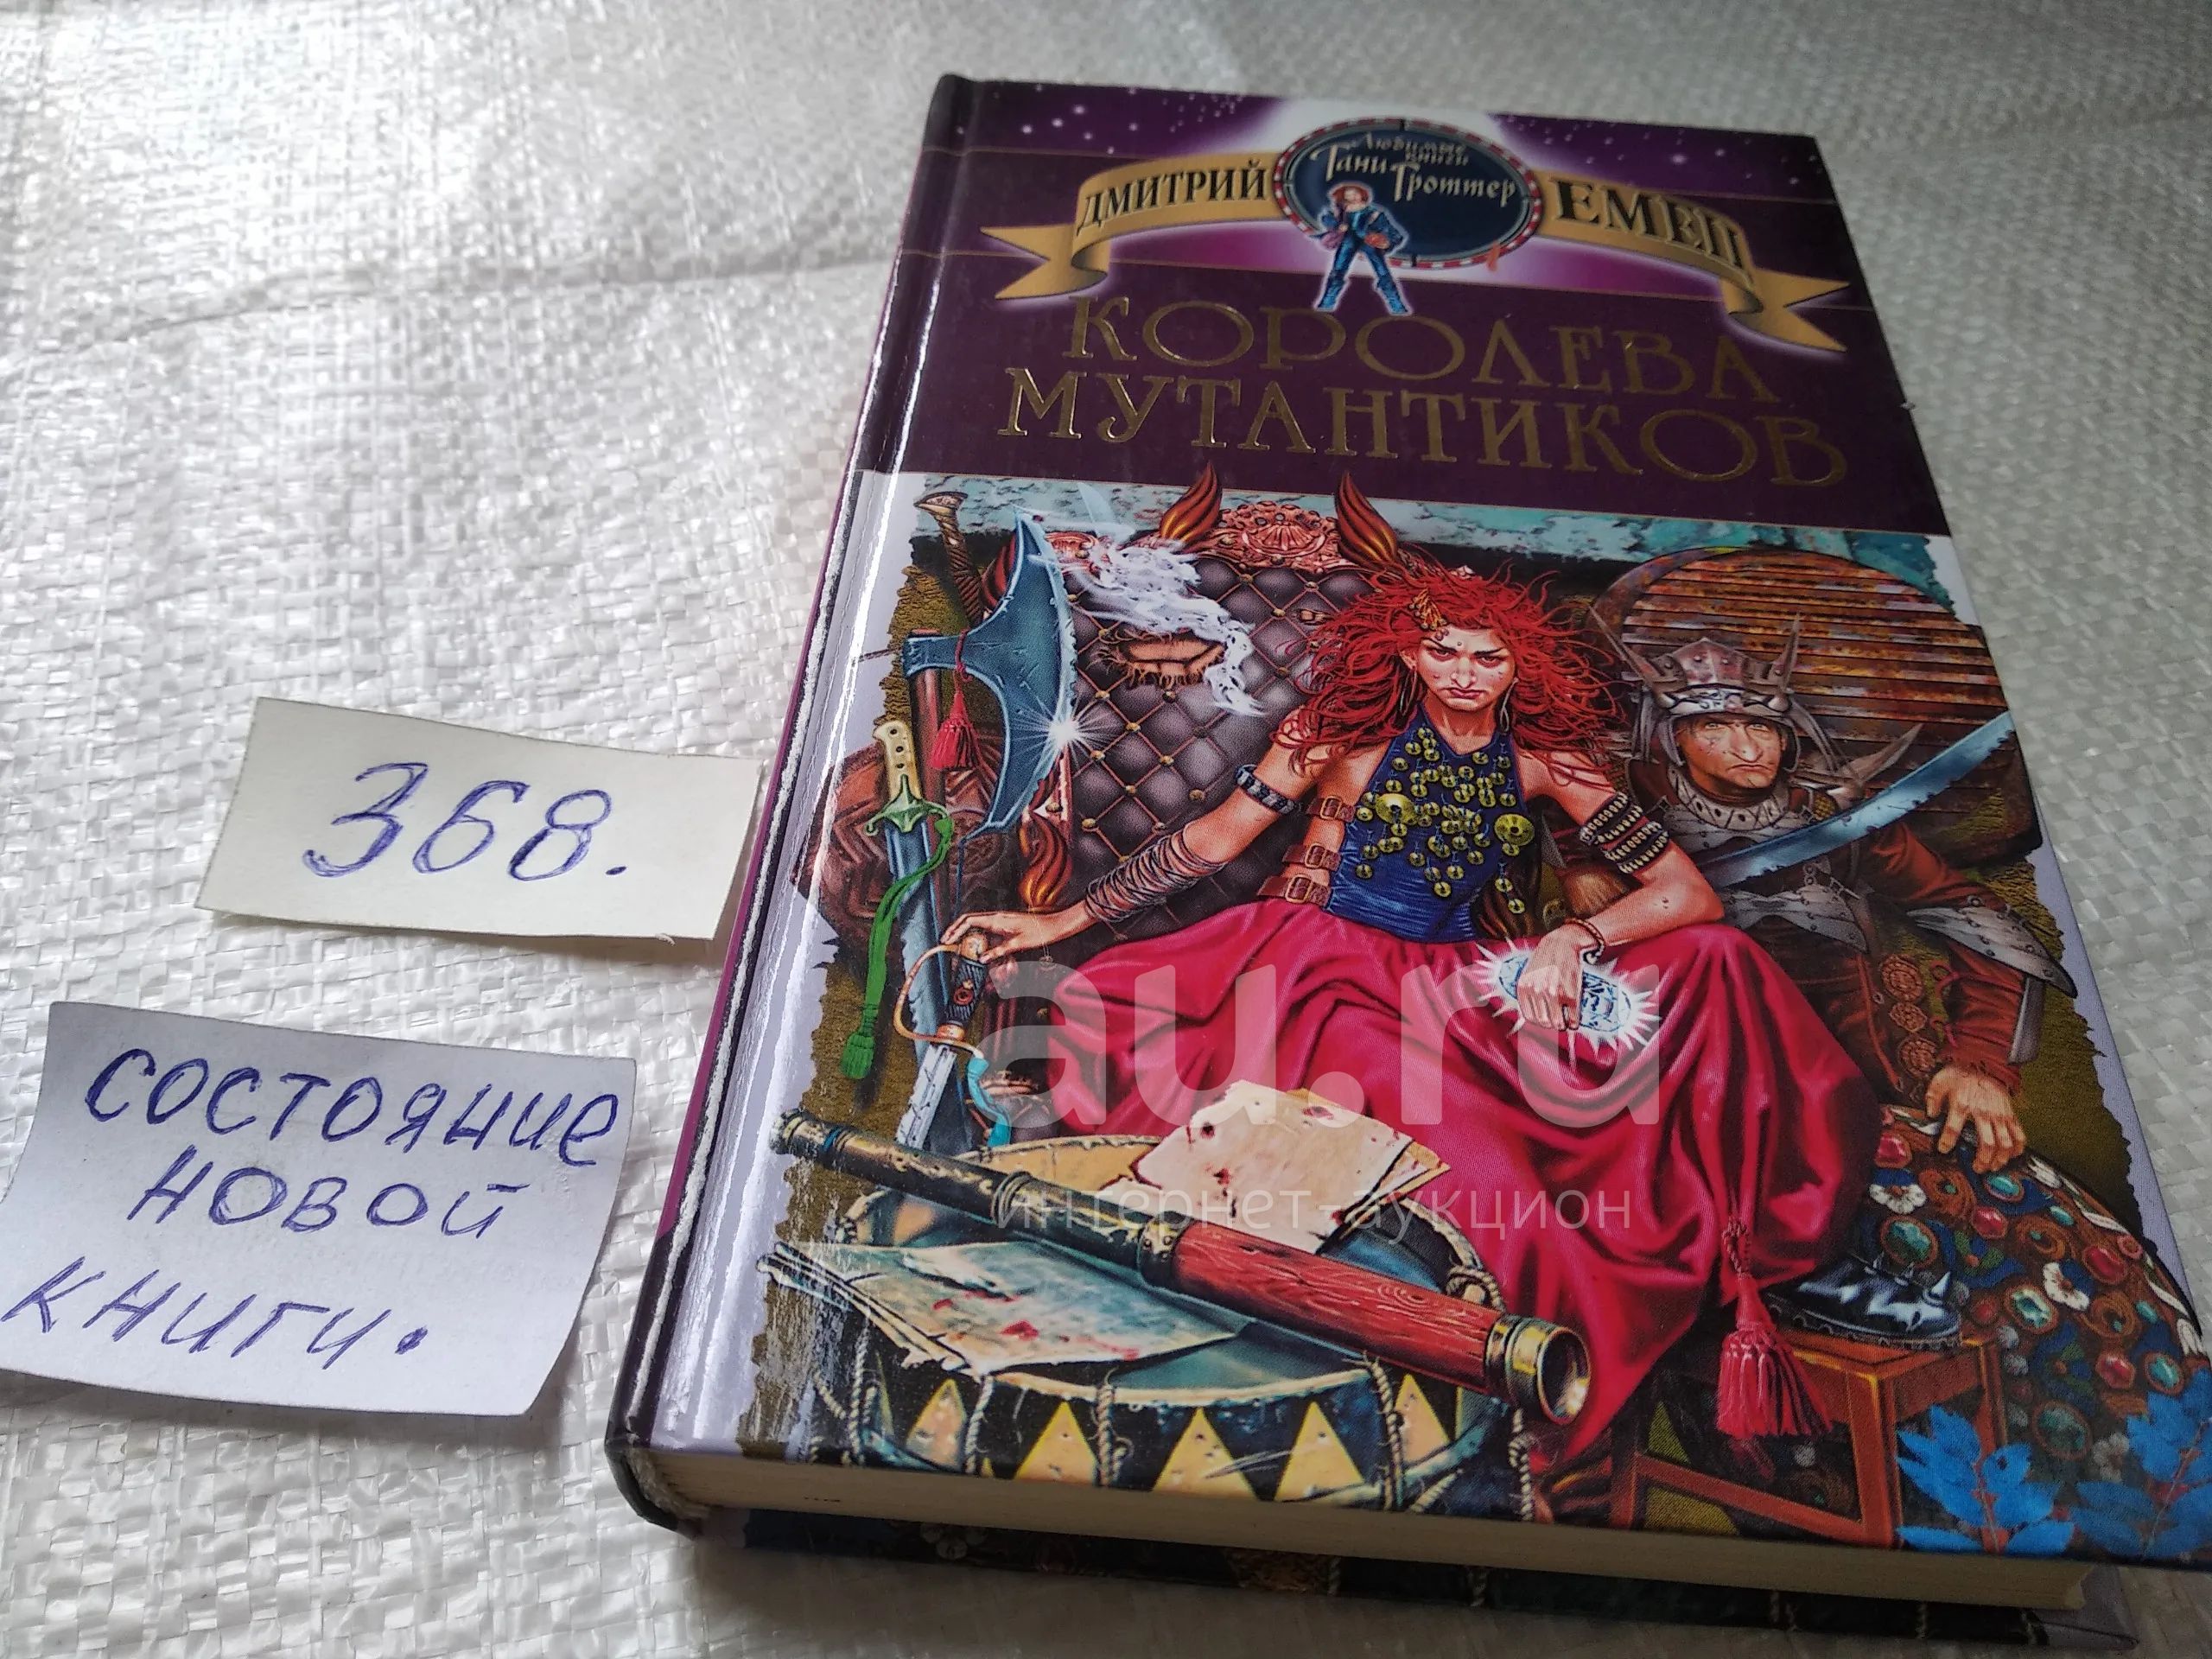 Любимые
книги
Тани
Гроттер
ДМИТРИЙ ЕМЕЦ
КОРОЛЕВА
МУТАНТИКОВ
368.
СОСТОЯНИЕ
НОВОЙ
КНИГИ.
au.ru
интернет-аукцион